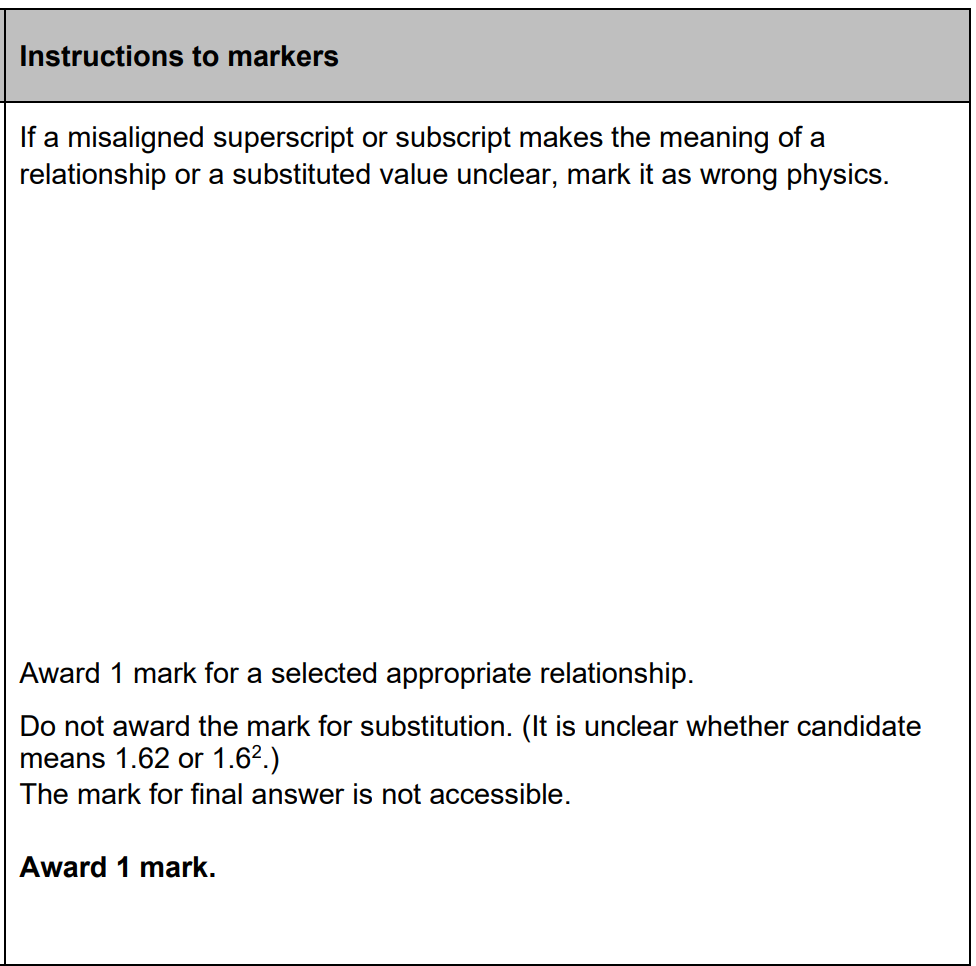 Instructions to markers
If a misaligned superscript or subscript makes the meaning of a
relationship or a substituted value unclear, mark it as wrong physics.
Award 1 mark for a selected appropriate relationship.
Do not award the mark for substitution. (It is unclear whether candidate
means 1.62 or 1.6².)
The mark for final answer is not accessible.
Award 1 mark.